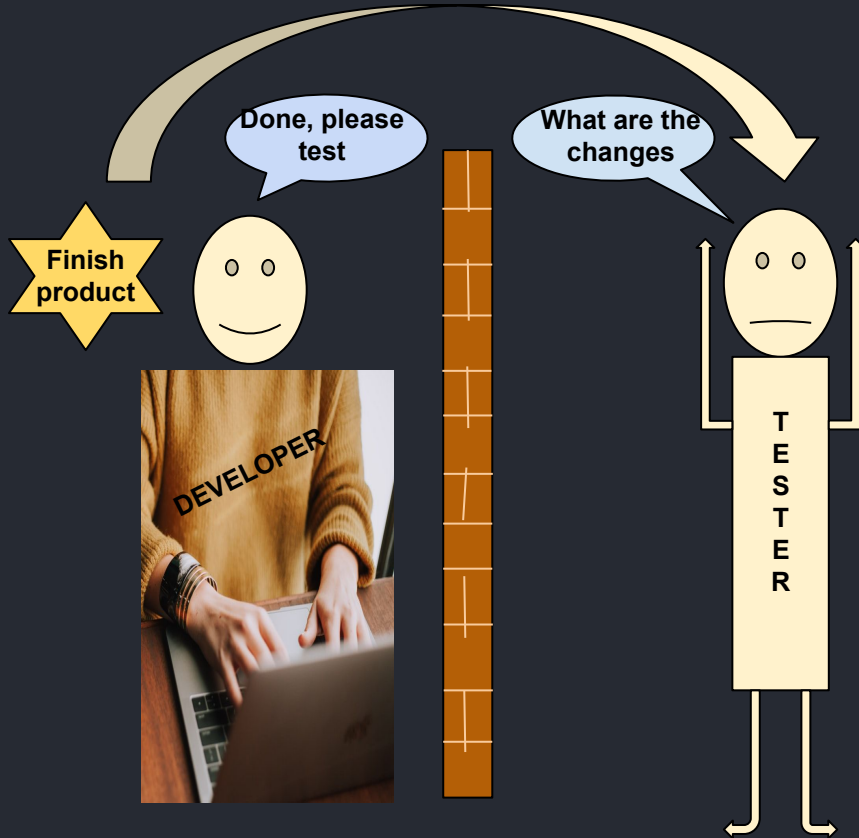 Done, please
test
What are the
changes
Finish
product
DEVELOPER
T
E
S
T
E
R